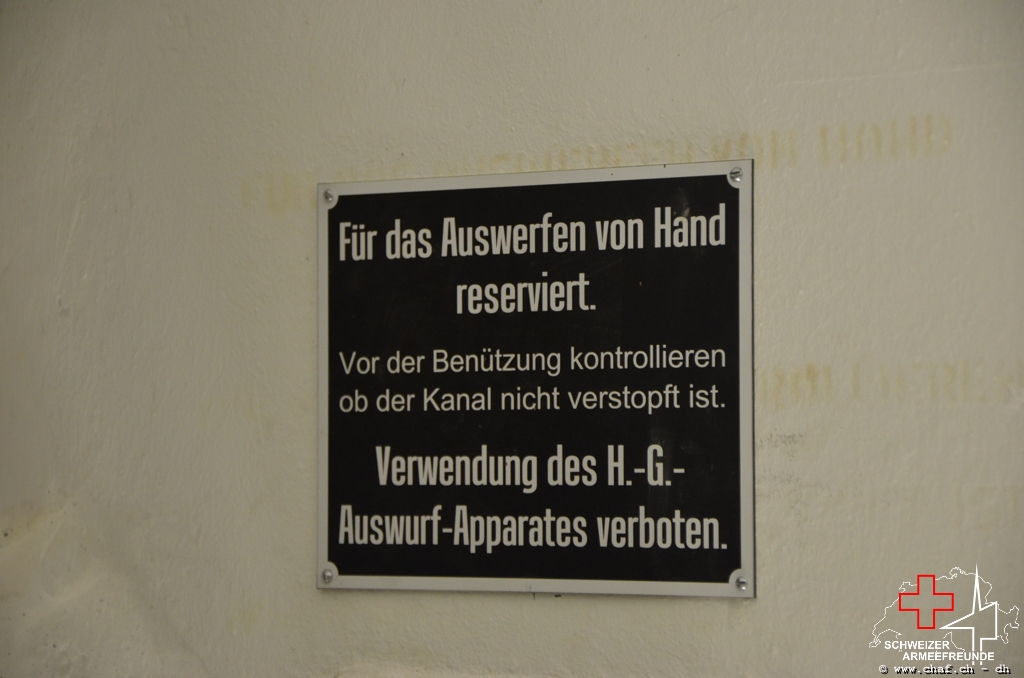 Für das Auswerfen von Hand
reserviert.
Vor der Benützung kontrollieren
ob der Kanal nicht verstopft ist.
Verwendung des H.-G.-
Auswurf-Apparates verboten.
SCHWEIZER
ARMEEFREUNDE
© www.chaf.ch - dh